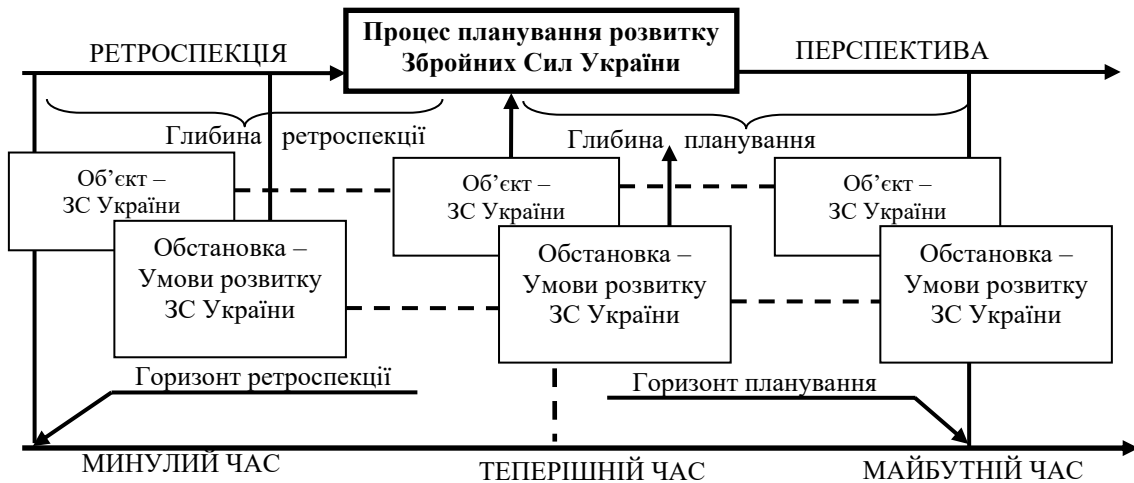 РЕТРОСПЕКЦІЯ
Процес планування розвитку
Збройних Сил України
ПЕРСПЕКТИВА
Глибина ретроспекції
Глибина планування
Об’єкт –
ЗС України
Об’єкт –
ЗС України
Об’єкт –
ЗС України
Обстановка –
Умови розвитку
ЗС України
Обстановка –
Умови розвитку
ЗС України
Обстановка –
Умови розвитку
ЗС України
Горизонт ретроспекції
Горизонт планування
МИНУЛИЙ ЧАС
ТЕПЕРІШНІЙ ЧАС
МАЙБУТНІЙ ЧАС